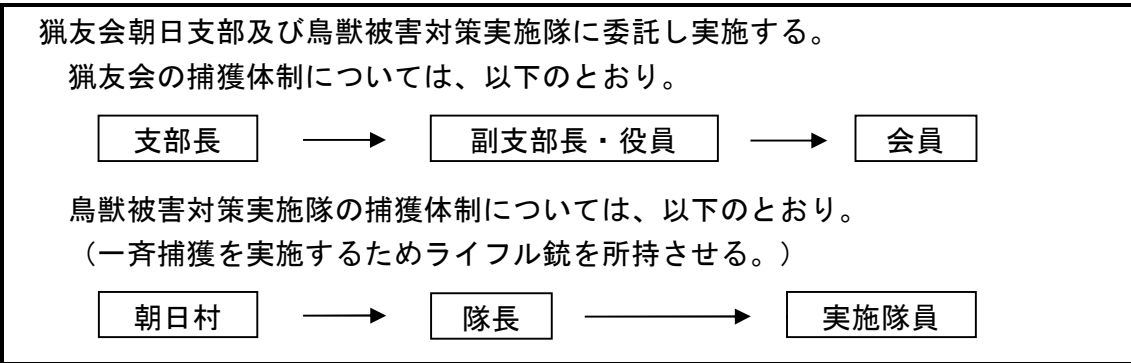 猟友会朝日支部及び鳥獣被害対策実施隊に委託し実施する。
猟友会の捕獲体制については、以下のとおり。
支部長 副支部長・役員 会員
鳥獣被害対策実施隊の捕獲体制については、以下のとおり。
（一斉捕獲を実施するためライフル銃を所持させる。）
朝日村 隊長 実施隊員